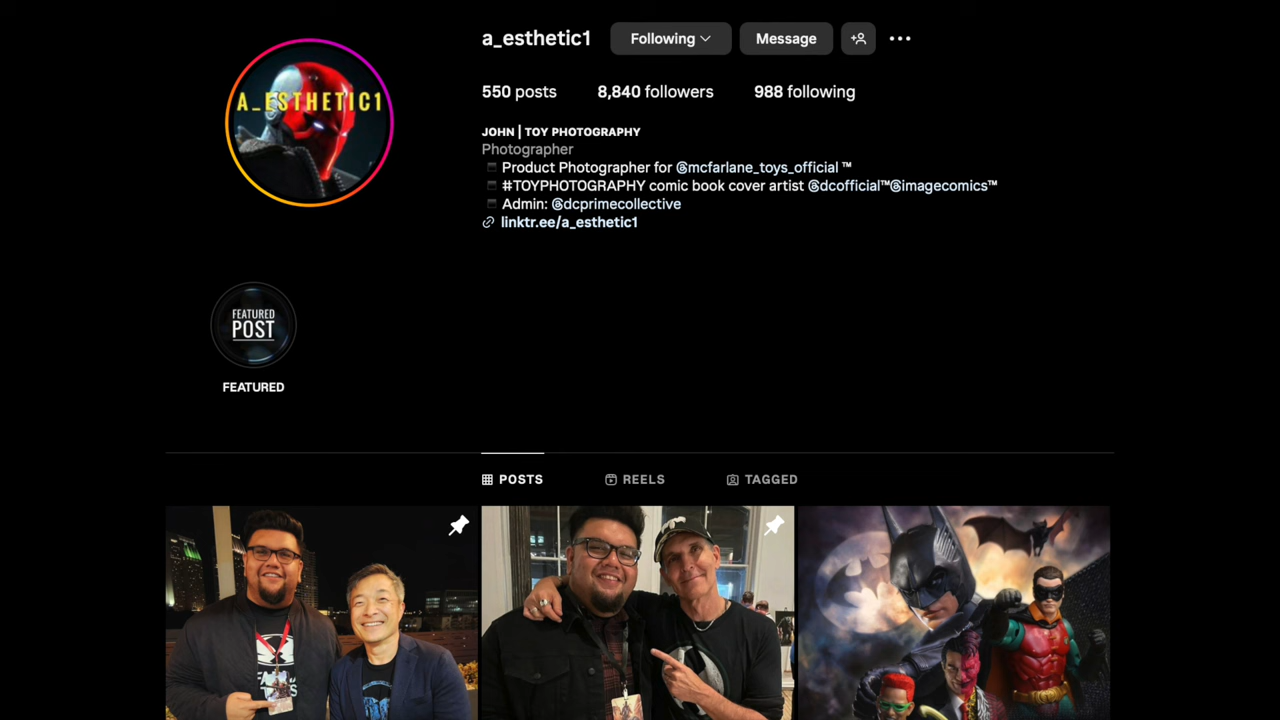 a_esthetic1
Following
Message
A_ESTHETIC1
550 posts
8,840 followers
988 following
JOHN | TOY PHOTOGRAPHY
Photographer
◾Product Photographer for @mcfarlane_toys_official ™
◾#TOYPHOTOGRAPHY comic book cover artist @dcofficial™@imagecomics™
◾Admin: @dcprimecollective
linktr.ee/a_esthetic1
FEATURED
POST
FEATURED
POSTS
REELS
TAGGED